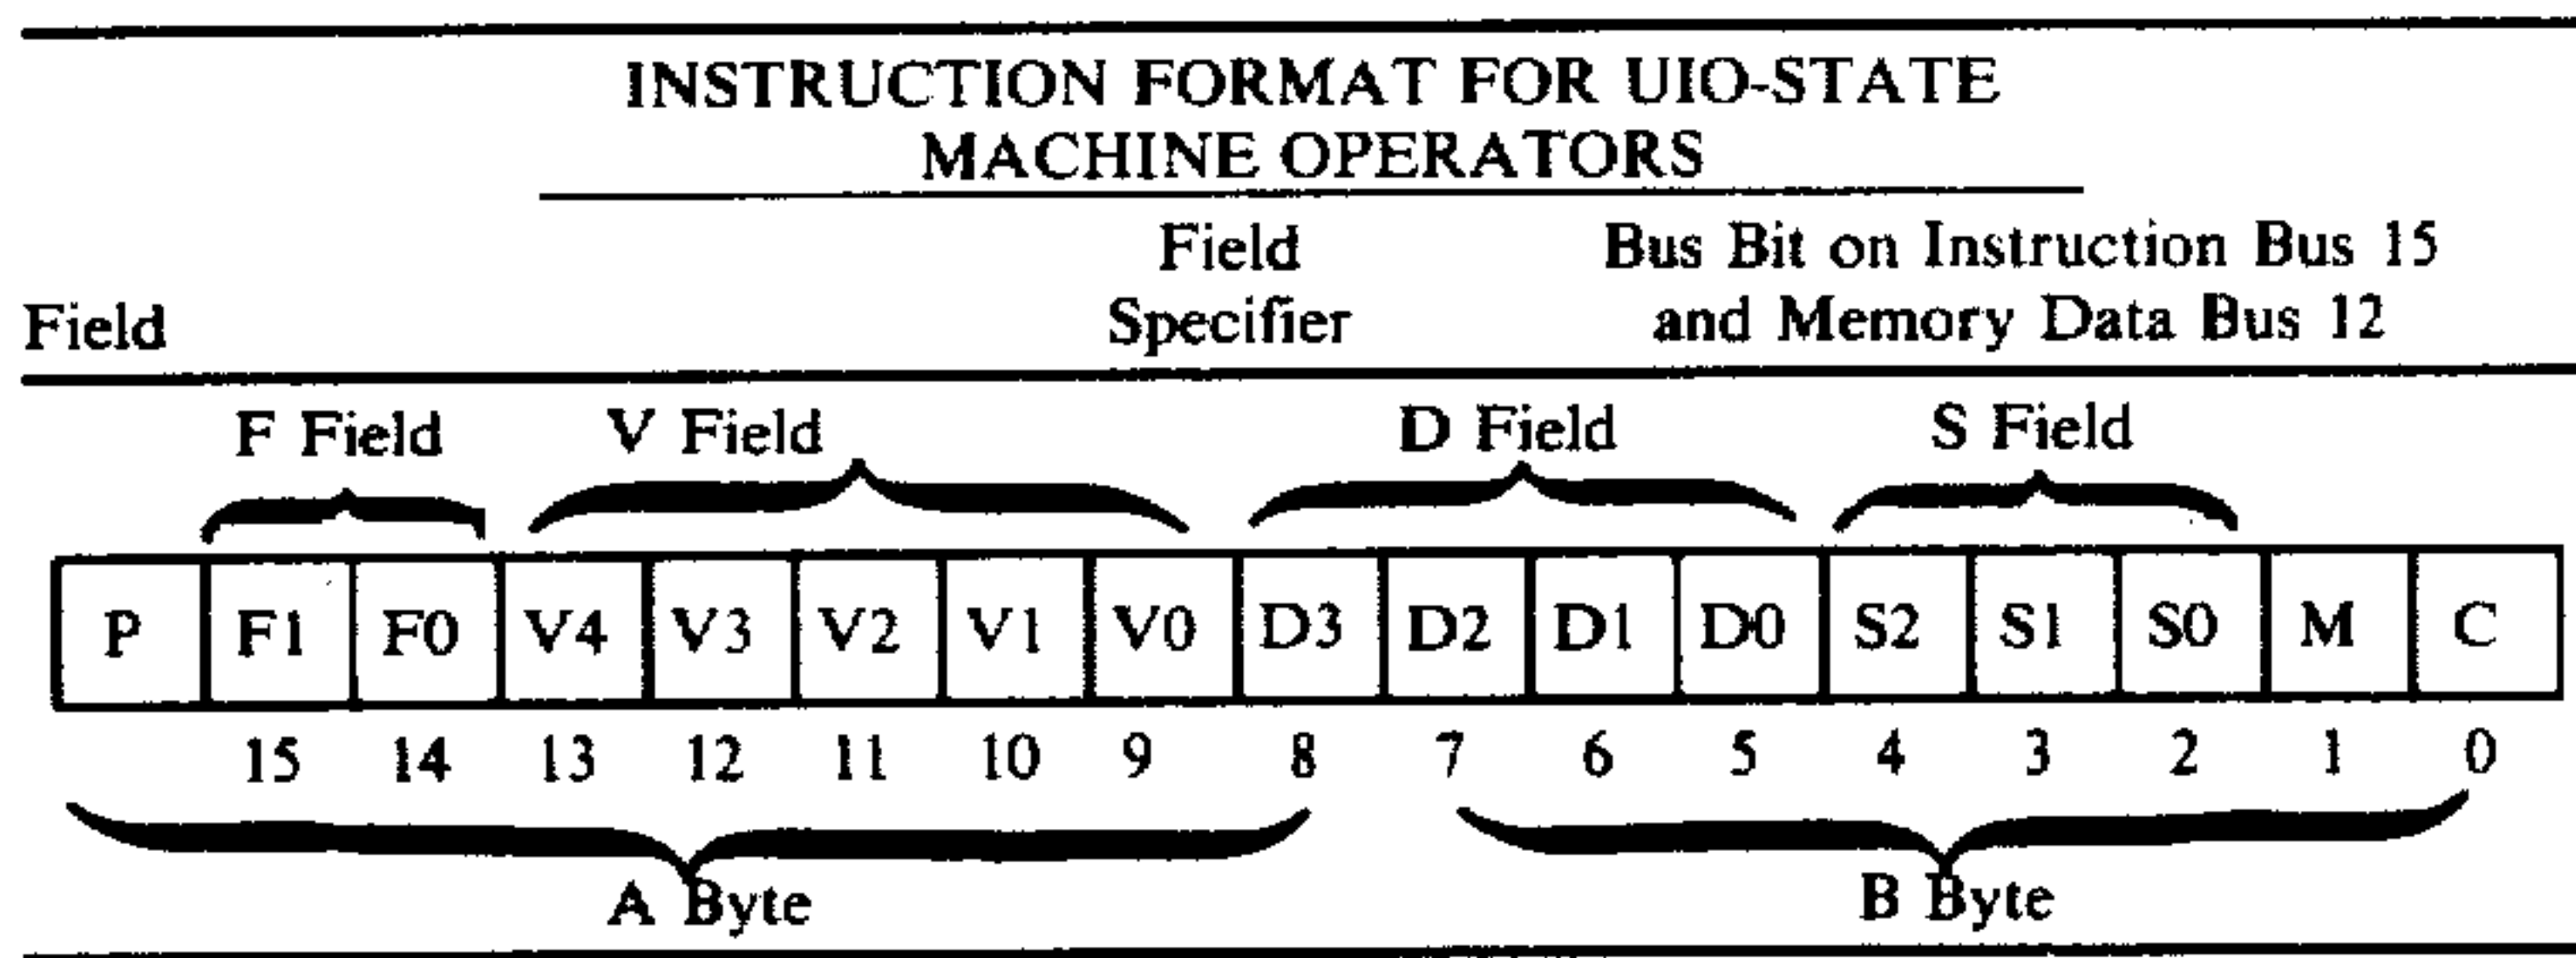 INSTRUCTION FORMAT FOR UIO-STATE
MACHINE OPERATORS
Field Bus Bit on Instruction Bus 15
Field Specifier and Memory Data Bus 12
F Field V Field D Field S Field
P F1 F0 V4 V3 V2 V1 V0 D3 D2 D1 D0 S2 S1 S0 M C
15 14 13 12 11 10 9 8 7 6 5 4 3 2 1 0
A Byte B Byte